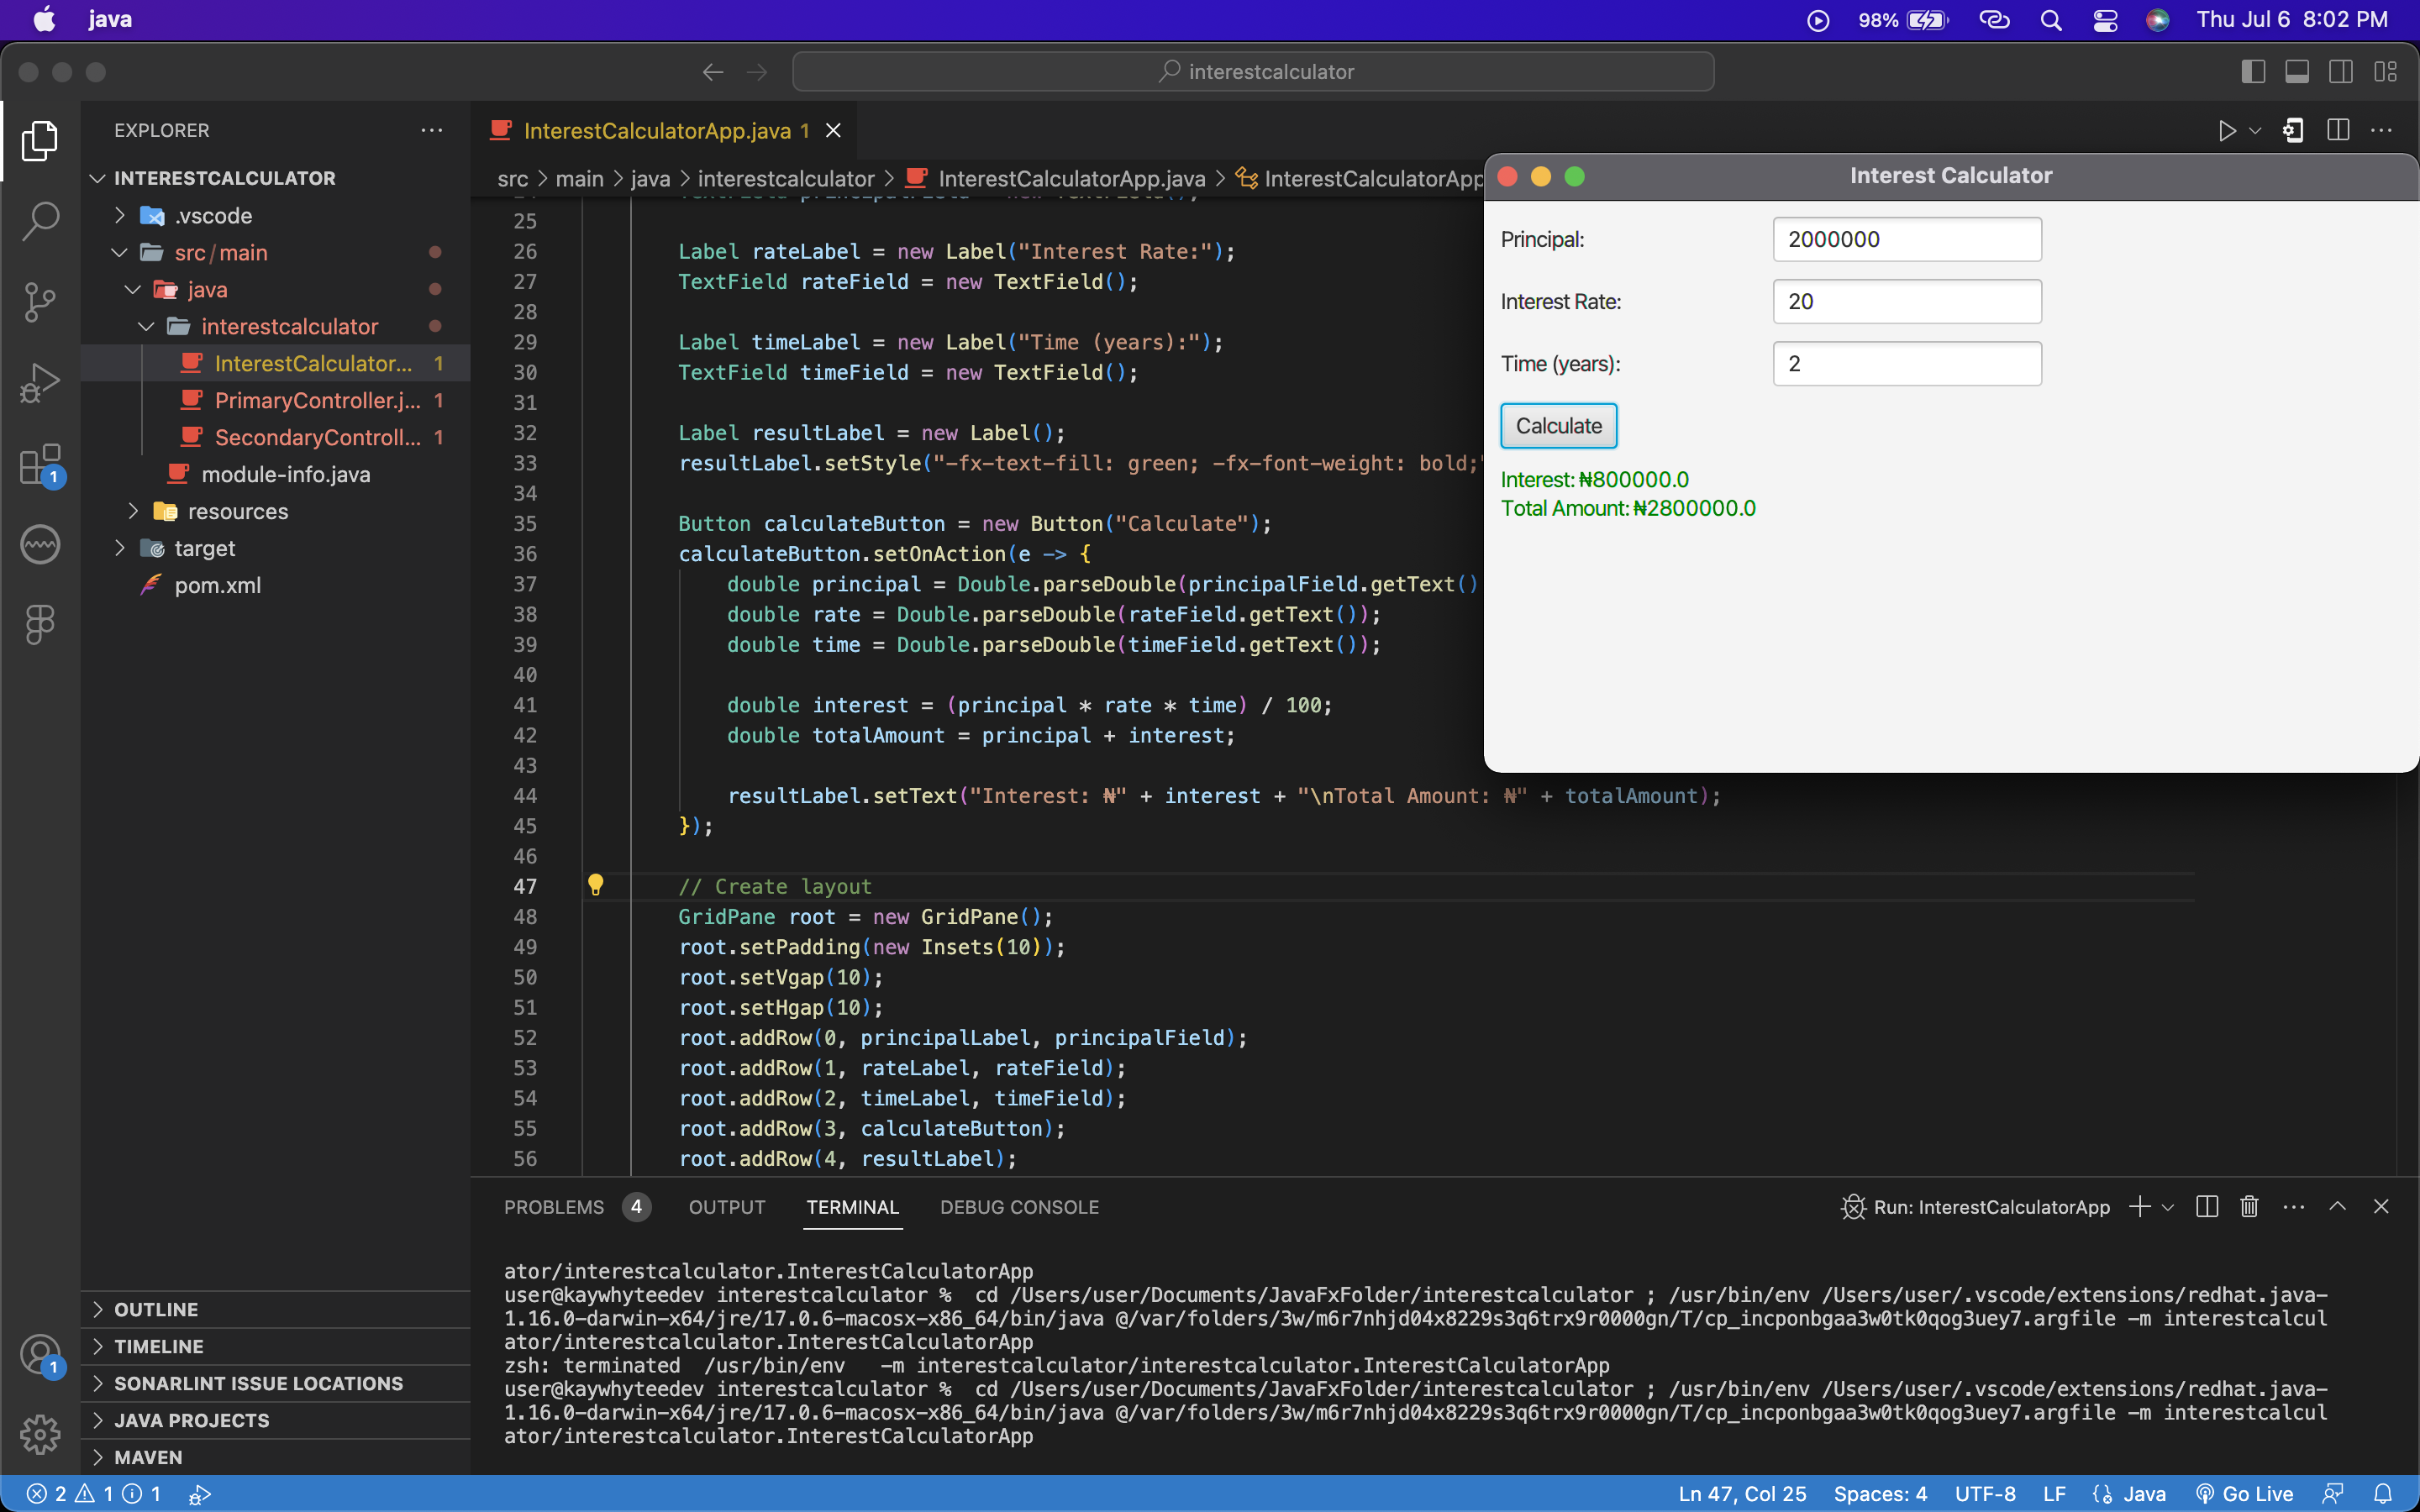 java
98%
Thu Jul 6 8:02 PM
interestcalculator
EXPLORER
INTERESTCALCULATOR
.vscode
src/main
java
interestcalculator
InterestCalculator... 1
PrimaryController.j... 1
SecondaryControll... 1
module-info.java
resources
target
pom.xml
OUTLINE
TIMELINE
SONARLINT ISSUE LOCATIONS
JAVA PROJECTS
MAVEN
1
1
InterestCalculatorApp.java 1
src > main > java > interestcalculator > InterestCalculatorApp.java > InterestCalculatorApp
25
26 Label rateLabel = new Label("Interest Rate:");
27 TextField rateField = new TextField();
28
29 Label timeLabel = new Label("Time (years):");
30 TextField timeField = new TextField();
31
32 Label resultLabel = new Label();
33 resultLabel.setStyle("-fx-text-fill: green; -fx-font-weight: bold;"
34
35 Button calculateButton = new Button("Calculate");
36 calculateButton.setOnAction(e -> {
37 double principal = Double.parseDouble(principalField.getText()
38 double rate = Double.parseDouble(rateField.getText());
39 double time = Double.parseDouble(timeField.getText());
40
41 double interest = (principal * rate * time) / 100;
42 double totalAmount = principal + interest;
43
44 resultLabel.setText("Interest: ₦" + interest + "\nTotal Amount: ₦" + totalAmount);
45 });
46
47 // Create layout
48 GridPane root = new GridPane();
49 root.setPadding(new Insets(10));
50 root.setVgap(10);
51 root.setHgap(10);
52 root.addRow(0, principalLabel, principalField);
53 root.addRow(1, rateLabel, rateField);
54 root.addRow(2, timeLabel, timeField);
55 root.addRow(3, calculateButton);
56 root.addRow(4, resultLabel);
Interest Calculator
Principal: 2000000
Interest Rate: 20
Time (years): 2
Calculate
Interest: ₦800000.0
Total Amount: ₦2800000.0
PROBLEMS 4 OUTPUT TERMINAL DEBUG CONSOLE
Run: InterestCalculatorApp
ator/interestcalculator.InterestCalculatorApp
user@kaywhyteedev interestcalculator %  cd /Users/user/Documents/JavaFxFolder/interestcalculator ; /usr/bin/env /Users/user/.vscode/extensions/redhat.java-
1.16.0-darwin-x64/jre/17.0.6-macosx-x86_64/bin/java @/var/folders/3w/m6r7nhjd04x8229s3q6trx9r0000gn/T/cp_incponbgaa3w0tk0qog3uey7.argfile -m interestcalcul
ator/interestcalculator.InterestCalculatorApp
zsh: terminated  /usr/bin/env   -m interestcalculator/interestcalculator.InterestCalculatorApp
user@kaywhyteedev interestcalculator %  cd /Users/user/Documents/JavaFxFolder/interestcalculator ; /usr/bin/env /Users/user/.vscode/extensions/redhat.java-
1.16.0-darwin-x64/jre/17.0.6-macosx-x86_64/bin/java @/var/folders/3w/m6r7nhjd04x8229s3q6trx9r0000gn/T/cp_incponbgaa3w0tk0qog3uey7.argfile -m interestcalcul
ator/interestcalculator.InterestCalculatorApp
2 1 1
Ln 47, Col 25 Spaces: 4 UTF-8 LF Java Go Live